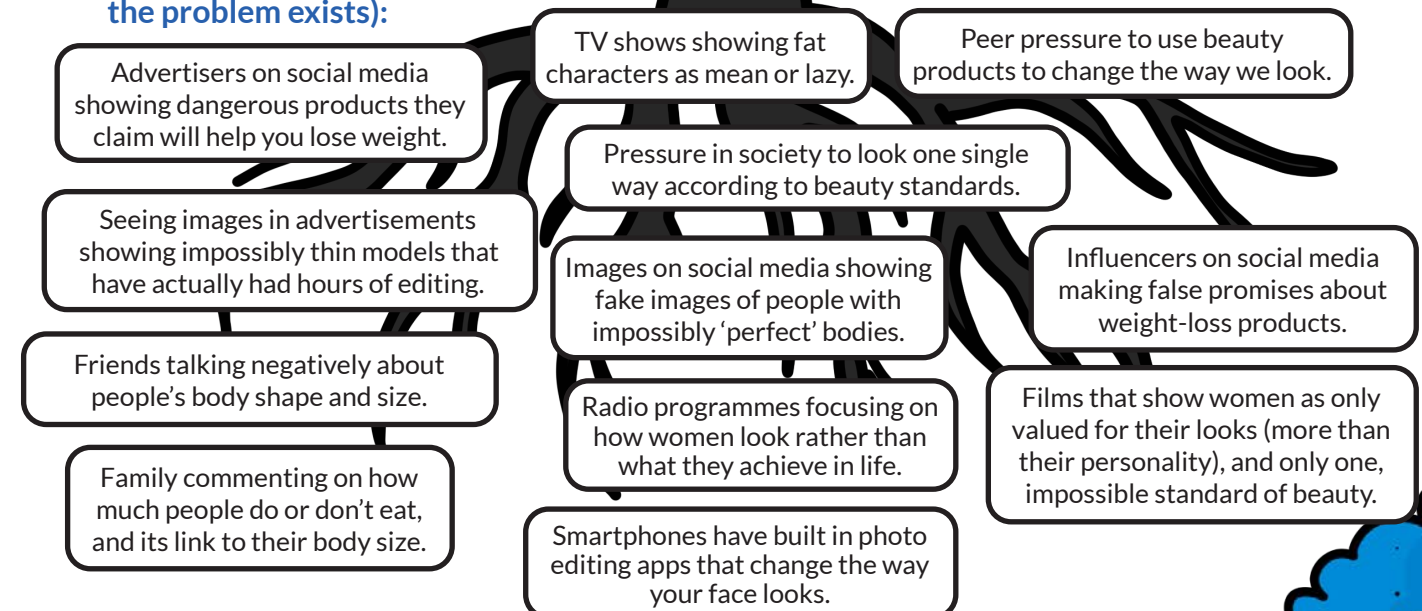 the problem exists):
Advertisers on social media
showing dangerous products they
claim will help you lose weight.
TV shows showing fat
characters as mean or lazy.
Peer pressure to use beauty
products to change the way we look.
Pressure in society to look one single
way according to beauty standards.
Seeing images in advertisements
showing impossibly thin models that
have actually had hours of editing.
Images on social media showing
fake images of people with
impossibly ‘perfect’ bodies.
Influencers on social media
making false promises about
weight-loss products.
Friends talking negatively about
people’s body shape and size.
Radio programmes focusing on
how women look rather than
what they achieve in life.
Films that show women as only
valued for their looks (more than
their personality), and only one,
impossible standard of beauty.
Family commenting on how
much people do or don’t eat,
and its link to their body size.
Smartphones have built in photo
editing apps that change the way
your face looks.